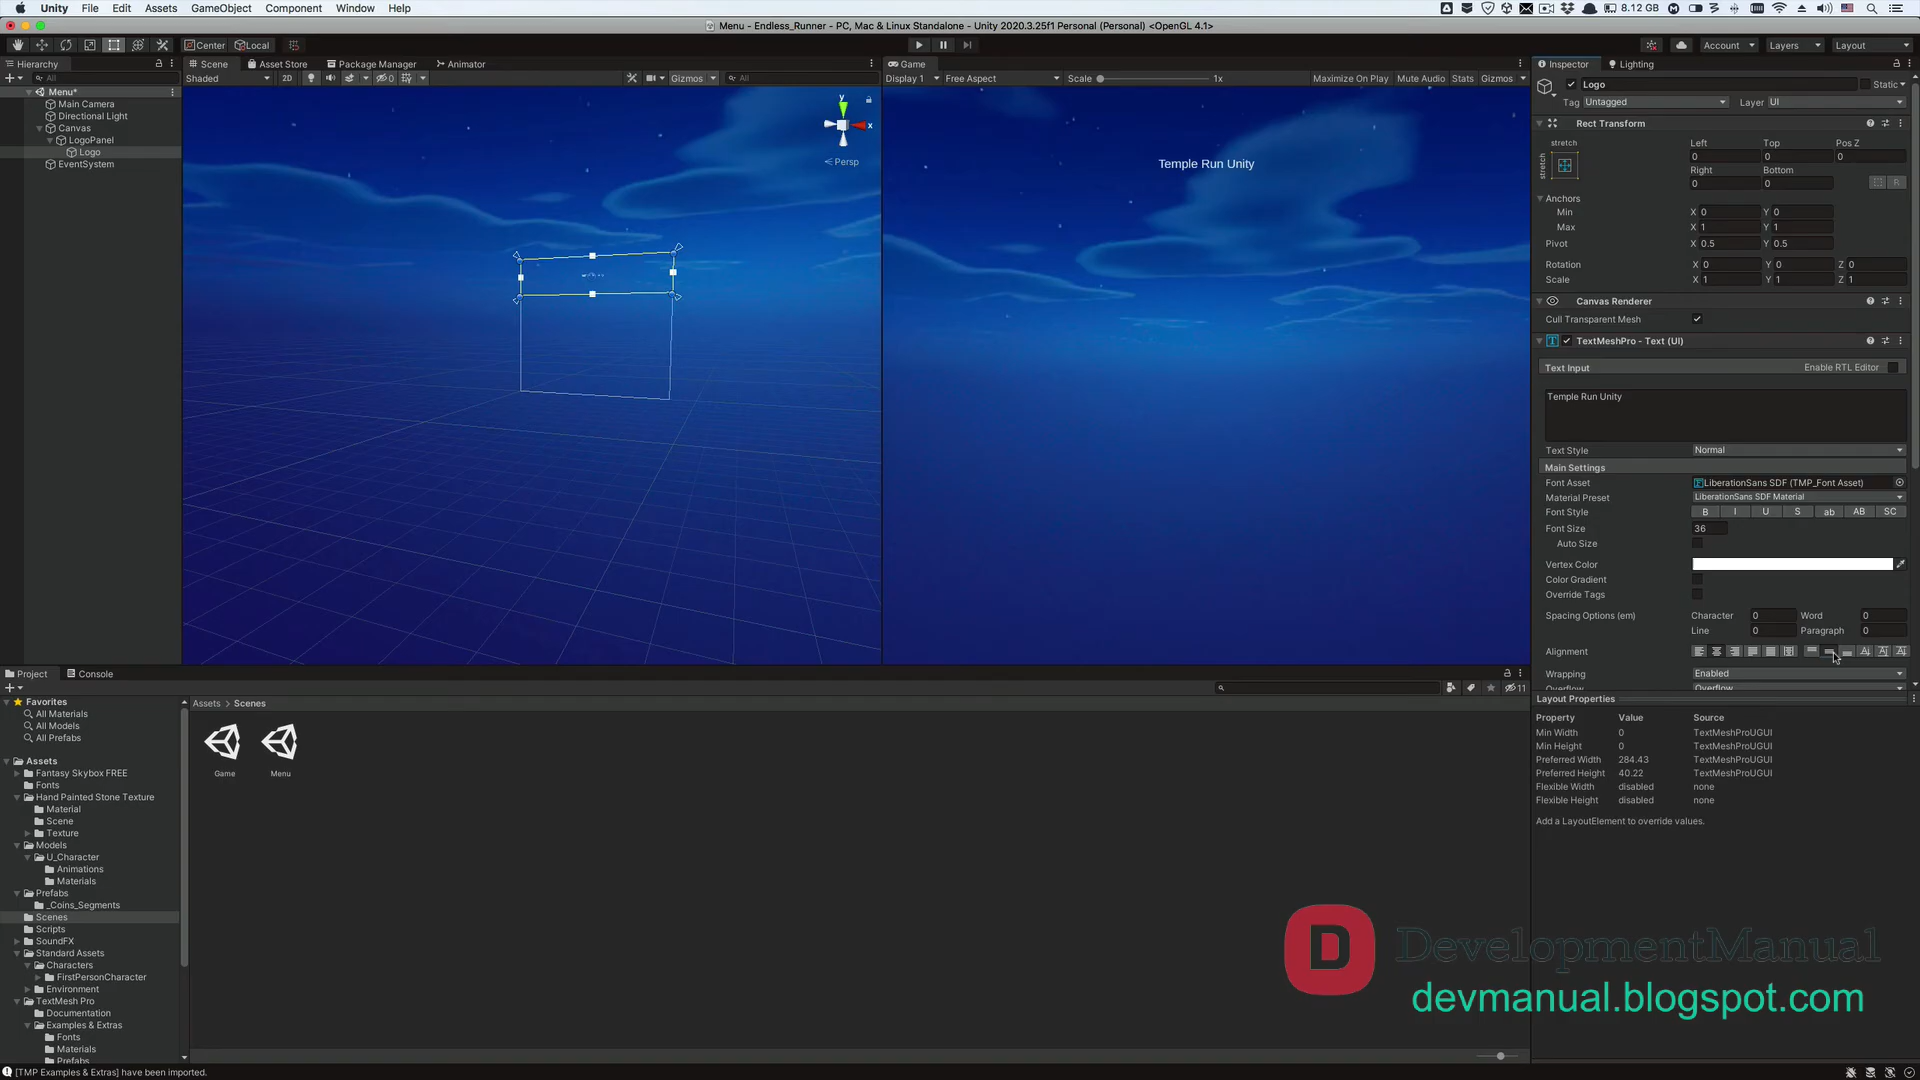 Unity File Edit Assets GameObject Component Window Help 8.12 GB
Menu - Endless_Runner - PC, Mac & Linux Standalone - Unity 2020.3.25f1 Personal (Personal) <OpenGL 4.1>
Center Local Account Layers Layout
Hierarchy Scene Asset Store Package Manager Animator Game Inspector Lighting
All Shaded 2D 0 Gizmos All Display 1 Free Aspect Scale 1x Maximize On Play Mute Audio Stats Gizmos
Logo Static
Tag Untagged Layer UI
Menu*
Main Camera
Directional Light
Canvas
LogoPanel
Logo
EventSystem
y
x
Persp
Temple Run Unity
Rect Transform
stretch Left Top Pos Z
stretch 0 0 0
Right Bottom
0 0 R
Anchors
Min X 0 Y 0
Max X 1 Y 1
Pivot X 0.5 Y 0.5
Rotation X 0 Y 0 Z 0
Scale X 1 Y 1 Z 1
Canvas Renderer
Cull Transparent Mesh
TextMeshPro - Text (UI)
Text Input Enable RTL Editor
Temple Run Unity
Text Style Normal
Main Settings
Font Asset LiberationSans SDF (TMP_Font Asset)
Material Preset LiberationSans SDF Material
Font Style B I U S ab AB SC
Font Size 36
Auto Size
Vertex Color
Color Gradient
Override Tags
Spacing Options (em) Character 0 Word 0
Line 0 Paragraph 0
Alignment
Wrapping Enabled
Overflow Overflow
Layout Properties
Property Value Source
Min Width 0 TextMeshProUGUI
Min Height 0 TextMeshProUGUI
Preferred Width 284.43 TextMeshProUGUI
Preferred Height 40.22 TextMeshProUGUI
Flexible Width disabled none
Flexible Height disabled none
Add a LayoutElement to override values.
Project Console
11
Favorites
All Materials
All Models
All Prefabs
Assets
Fantasy Skybox FREE
Fonts
Hand Painted Stone Texture
Material
Scene
Texture
Models
U_Character
Animations
Materials
Prefabs
_Coins_Segments
Scenes
Scripts
SoundFX
Standard Assets
Characters
FirstPersonCharacter
Environment
TextMesh Pro
Documentation
Examples & Extras
Fonts
Materials
Prefabs
Assets Scenes
Game Menu
D DevelopmentManual
devmanual.blogspot.com
[TMP Examples & Extras] have been imported.